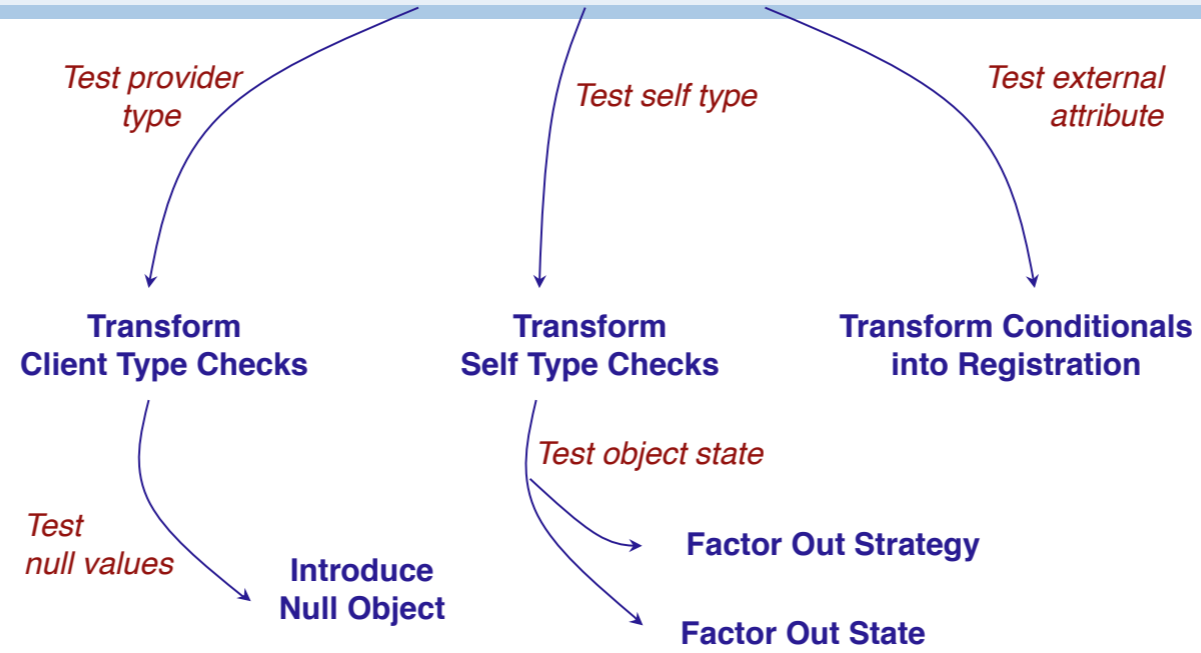 Test provider
type
Test self type
Test external
attribute
Transform
Client Type Checks
Transform
Self Type Checks
Transform Conditionals
into Registration
Test object state
Test
null values
Factor Out Strategy
Introduce
Null Object
Factor Out State